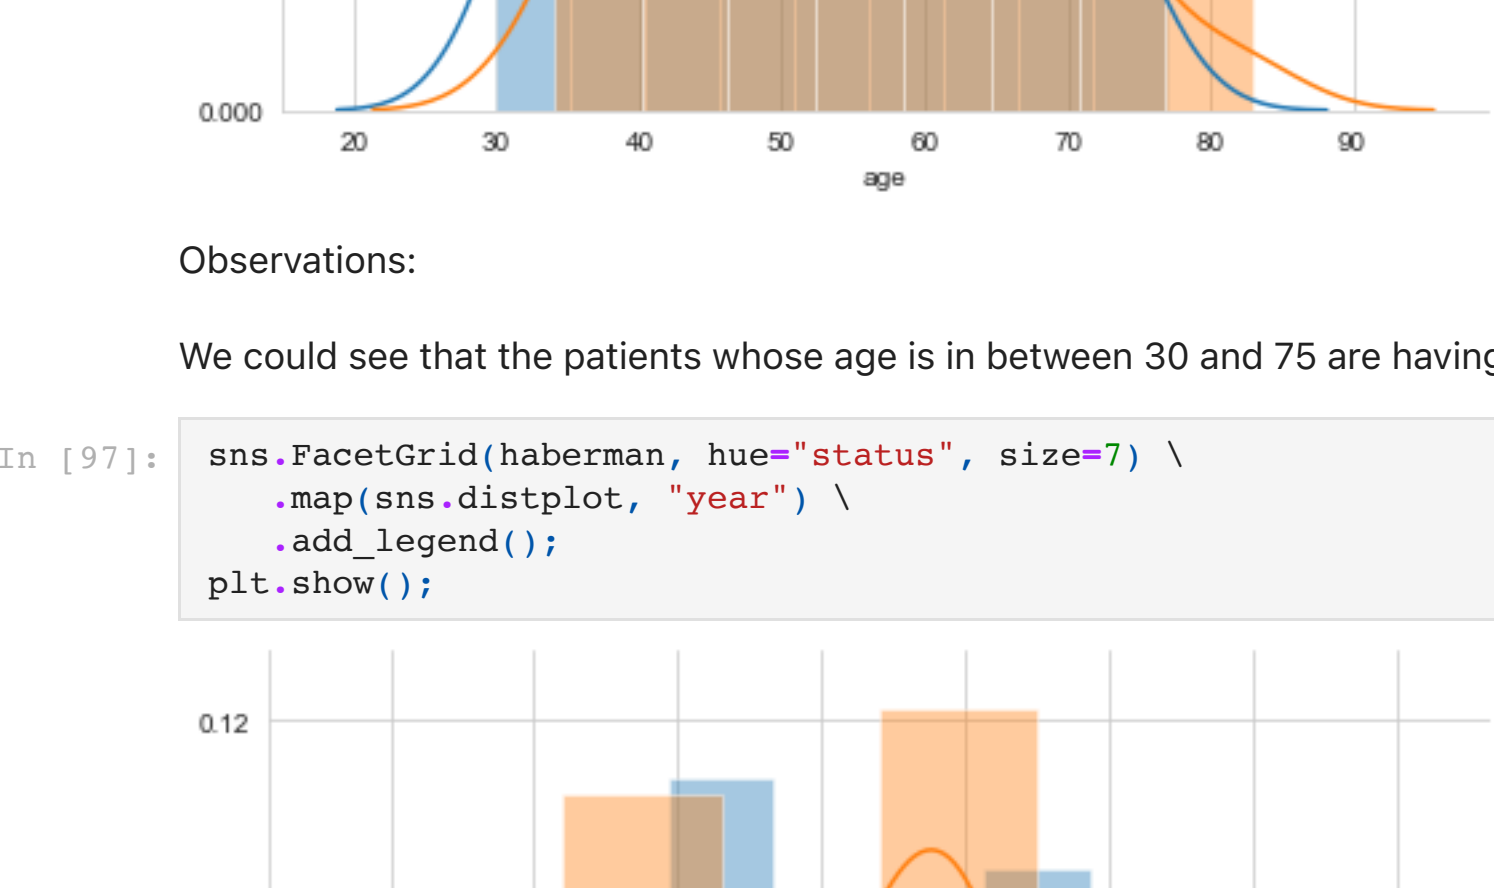 0.000
20 30 40 50 60 70 80 90
age
Observations:
We could see that the patients whose age is in between 30 and 75 are having
In [97]:
sns.FacetGrid(haberman, hue="status", size=7) \
.map(sns.distplot, "year") \
.add_legend();
plt.show();
0.12